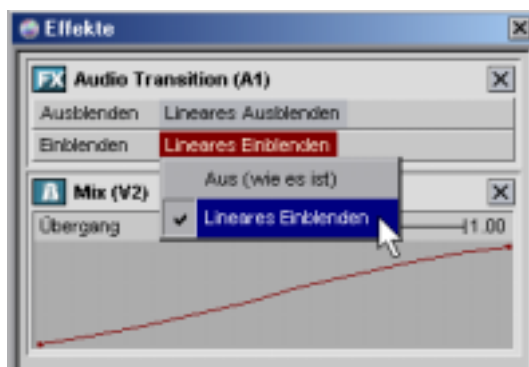 Effekte
FX Audio Transition (A1)
Ausblenden Lineares Ausblenden
Einblenden Lineares Einblenden
Aus (wie es ist)
Mix (V2)
Lineares Einblenden
Übergang 1.00